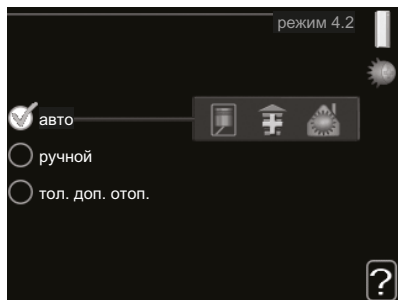 режим 4.2
авто
ручной
тол. доп. отоп.
?